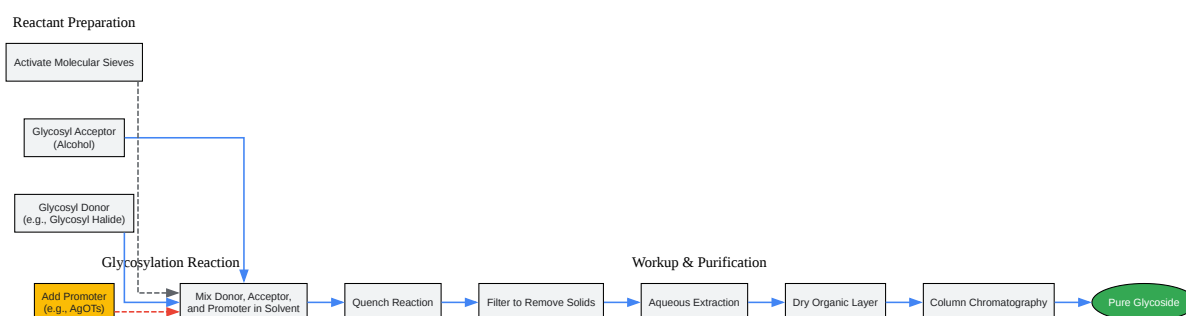 Reactant Preparation
Activate Molecular Sieves
Glycosyl Acceptor
(Alcohol)
Glycosyl Donor
(e.g., Glycosyl Halide)
Glycosylation Reaction
Workup & Purification
Add Promoter
(e.g., AgOTs)
Mix Donor, Acceptor,
and Promoter in Solvent
Quench Reaction
Filter to Remove Solids
Aqueous Extraction
Dry Organic Layer
Column Chromatography
Pure Glycoside